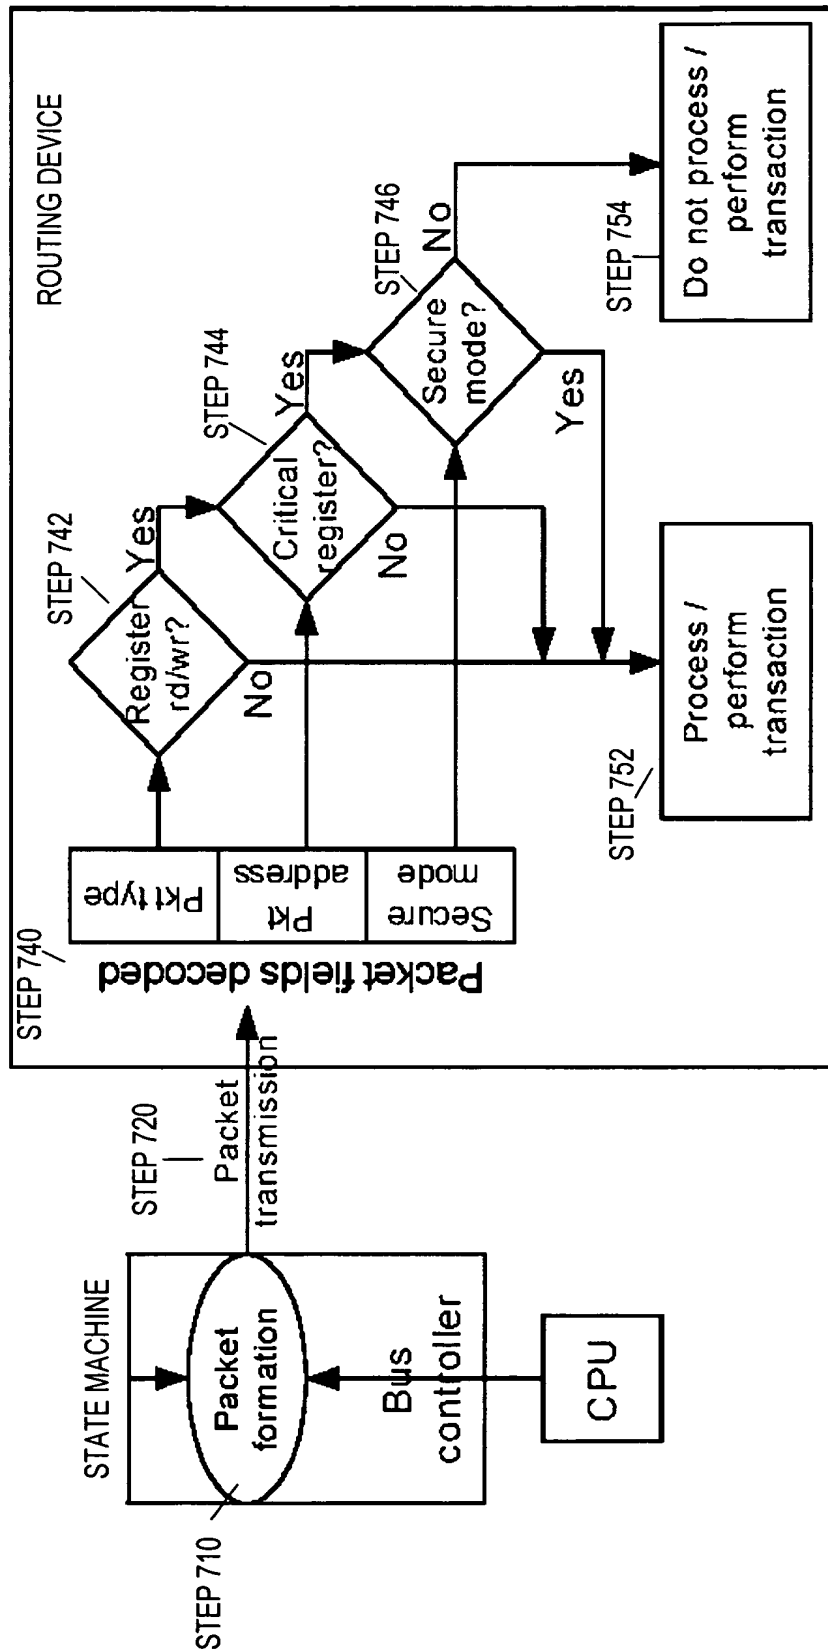 STATE MACHINE
STEP 710
Packet
formation
Bus
controller
CPU
STEP 720
Packet
transmission
ROUTING DEVICE
STEP 740
Packet fields decoded
Pkt type
Pkt
address
Secure
mode
STEP 742
Register
rd/wr?
Yes
No
STEP 744
Critical
register?
Yes
No
STEP 746
Secure
mode?
No
Yes
STEP 752
Process /
perform
transaction
STEP 754
Do not process /
perform
transaction